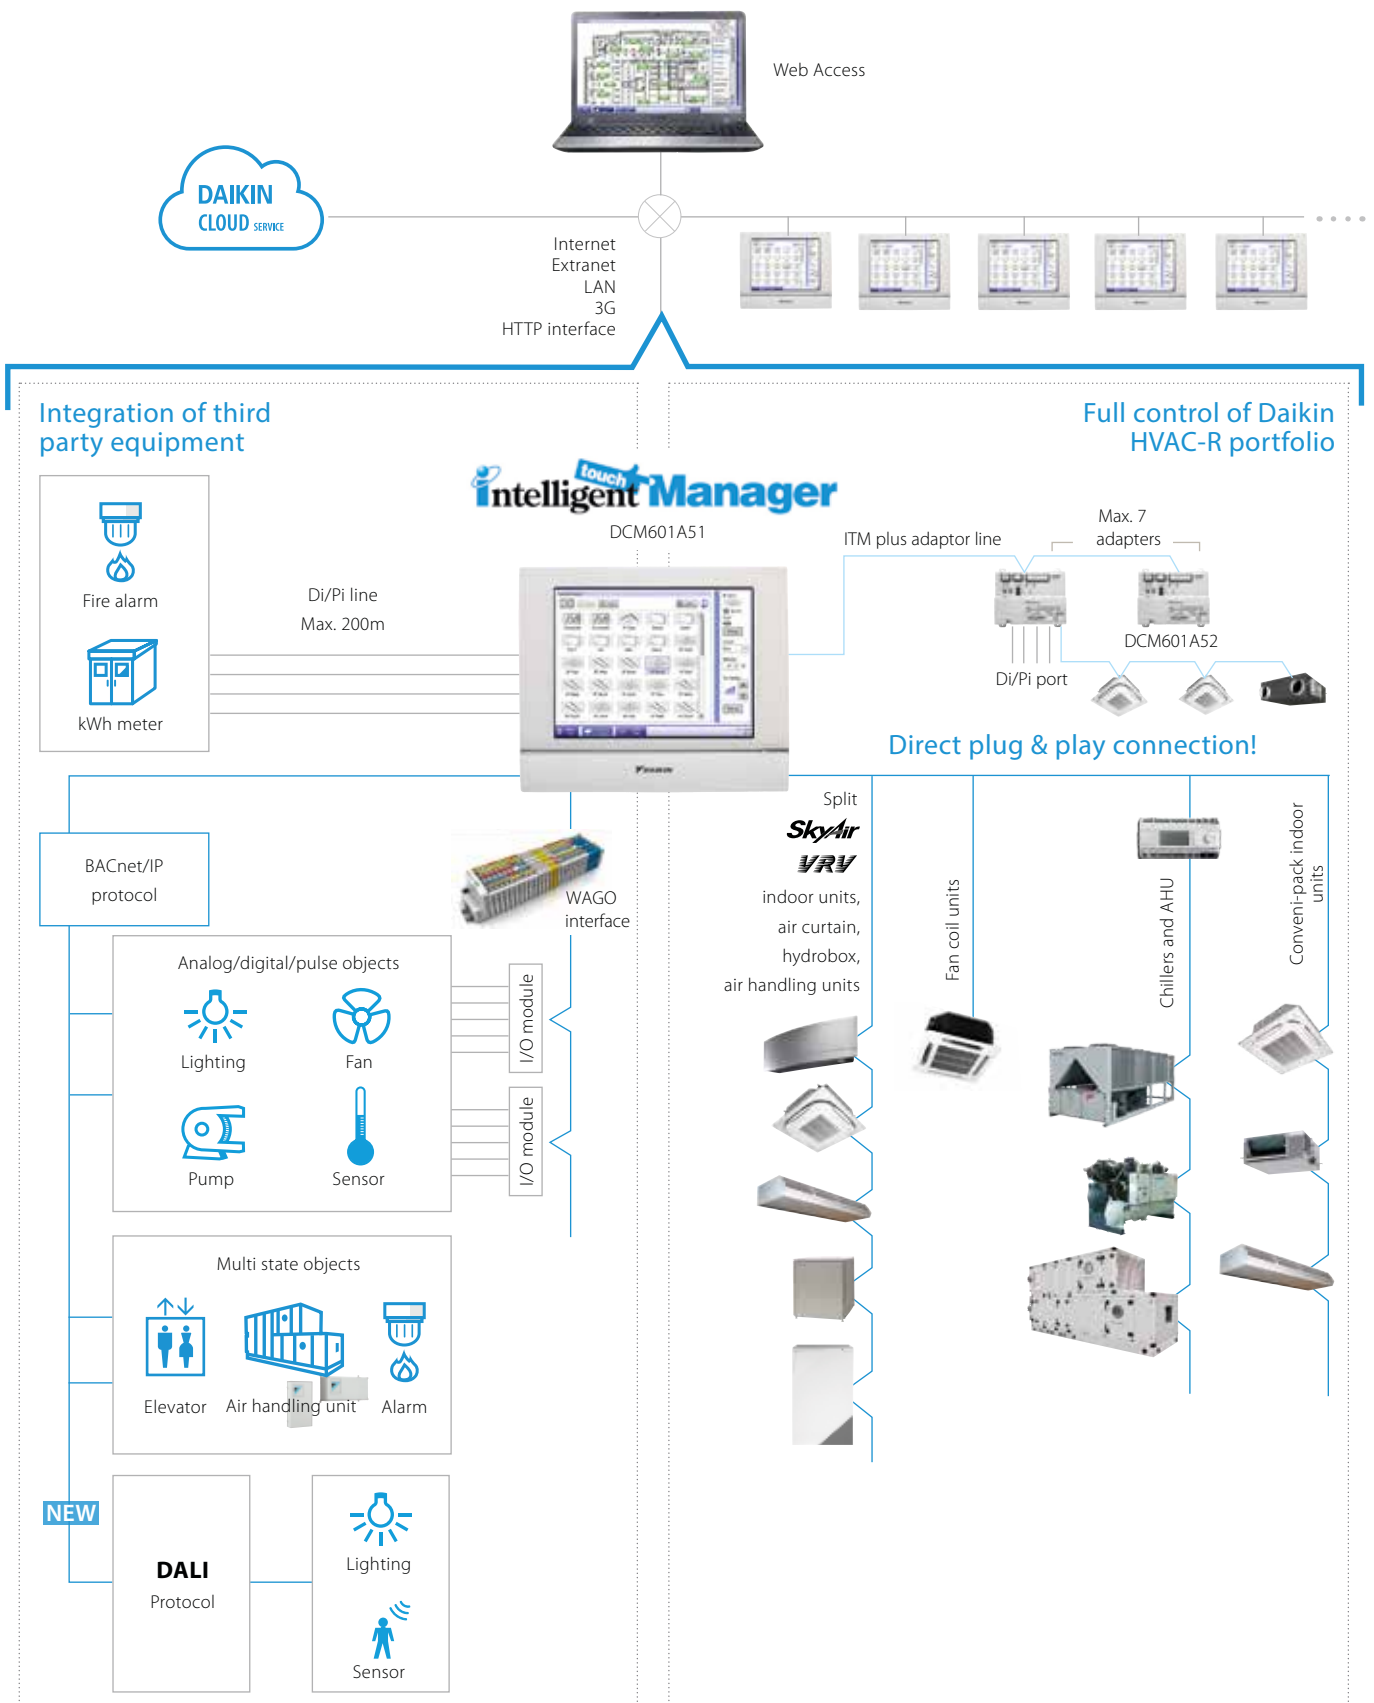 Web Access
DAIKIN
CLOUD SERVICE
Internet
Extranet
LAN
3G
HTTP interface
Integration of third
party equipment
Full control of Daikin
HVAC-R portfolio
intelligent touch Manager
DCM601A51
Fire alarm
kWh meter
Di/Pi line
Max. 200m
ITM plus adaptor line
Max. 7
adapters
DCM601A52
Di/Pi port
DAIKIN
Direct plug & play connection!
BACnet/IP
protocol
WAGO
interface
Analog/digital/pulse objects
Lighting
Fan
Pump
Sensor
I/O module
I/O module
Multi state objects
Elevator
Air handling unit
Alarm
NEW
DALI
Protocol
Lighting
Sensor
Split
SkyAir
VRV
indoor units,
air curtain,
hydrobox,
air handling units
Fan coil units
Chillers and AHU
Conveni-pack indoor
units